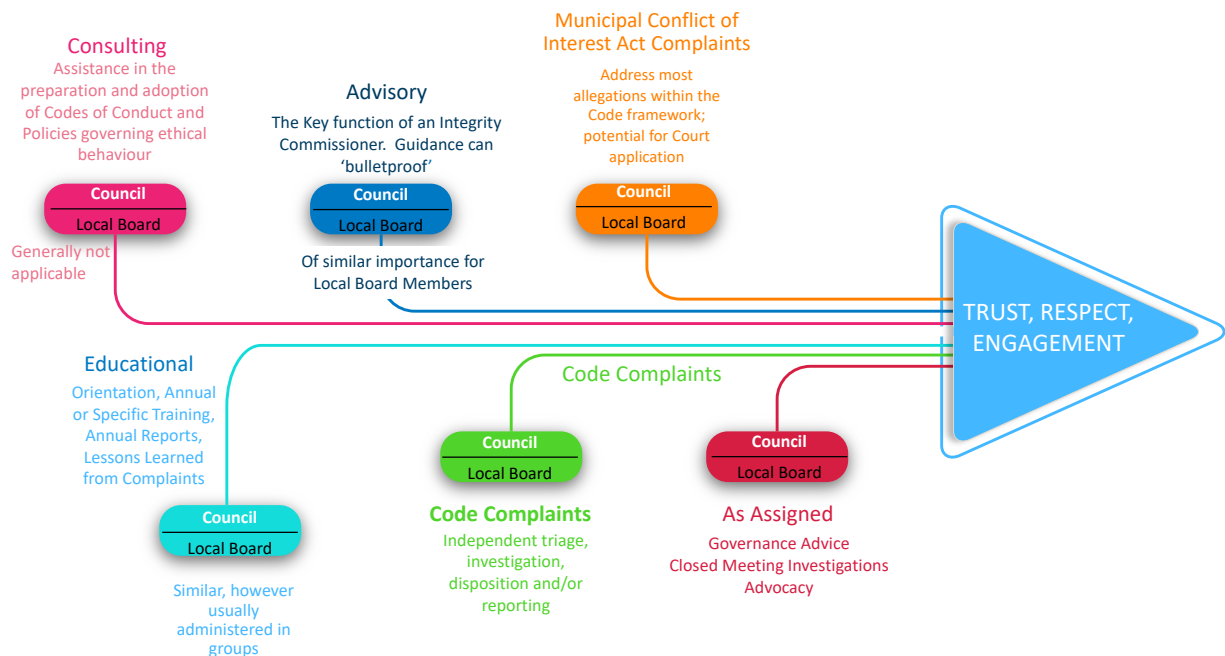 Consulting
Assistance in the
preparation and adoption
of Codes of Conduct and
Policies governing ethical
behaviour
Council
Local Board
Generally not
applicable
Advisory
The Key function of an Integrity
Commissioner.  Guidance can
‘bulletproof’
Council
Local Board
Of similar importance for
Local Board Members
Municipal Conflict of
Interest Act Complaints
Address most
allegations within the
Code framework;
potential for Court
application
Council
Local Board
TRUST, RESPECT,
ENGAGEMENT
Educational
Orientation, Annual
or Specific Training,
Annual Reports,
Lessons Learned
from Complaints
Council
Local Board
Similar, however
usually
administered in
groups
Code Complaints
Council
Local Board
Code Complaints
Independent triage,
investigation,
disposition and/or
reporting
Council
Local Board
As Assigned
Governance Advice
Closed Meeting Investigations
Advocacy